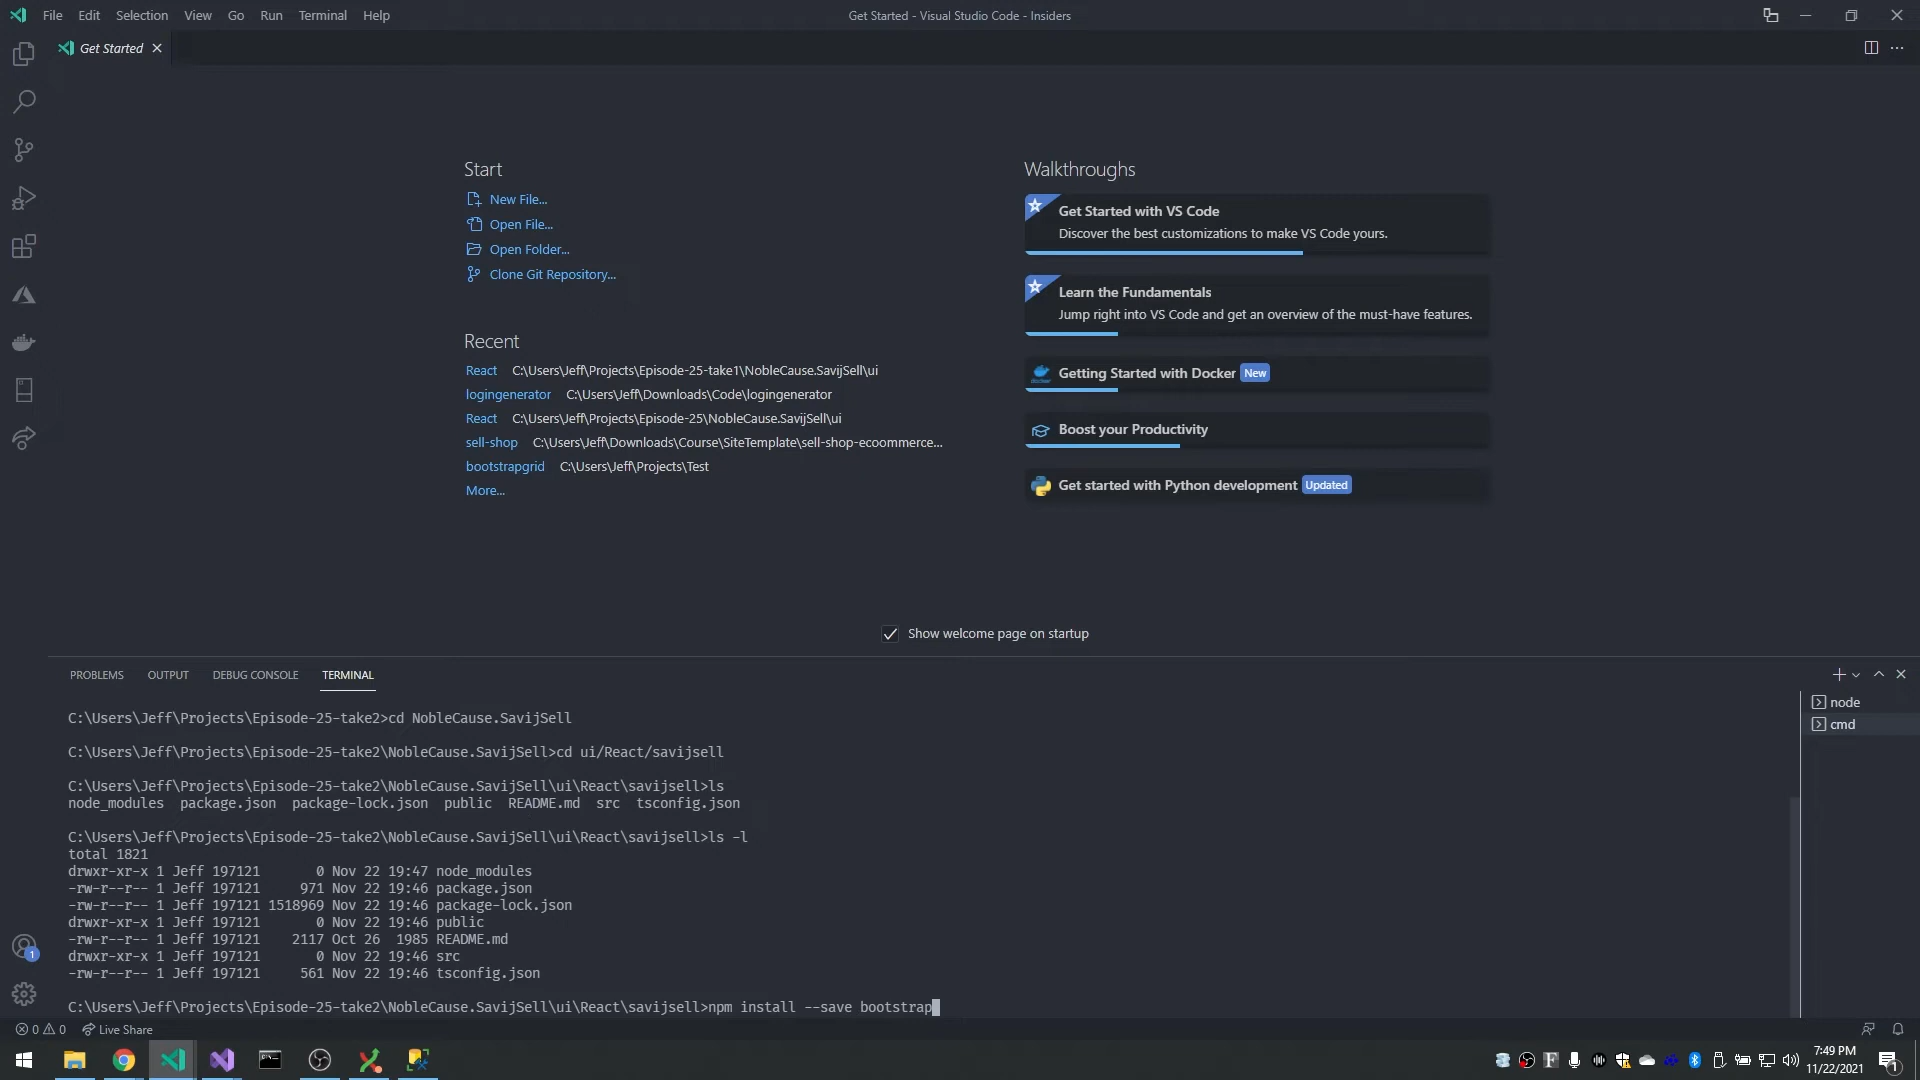 File Edit Selection View Go Run Terminal Help
Get Started - Visual Studio Code - Insiders
Get Started
Start
New File...
Open File...
Open Folder...
Clone Git Repository...
Recent
React C:\Users\Jeff\Projects\Episode-25-take1\NobleCause.SavijSell\ui
logingenerator C:\Users\Jeff\Downloads\Code\logingenerator
React C:\Users\Jeff\Projects\Episode-25\NobleCause.SavijSell\ui
sell-shop C:\Users\Jeff\Downloads\Course\SiteTemplate\sell-shop-ecoommerce...
bootstrapgrid C:\Users\Jeff\Projects\Test
More...
Walkthroughs
Get Started with VS Code
Discover the best customizations to make VS Code yours.
Learn the Fundamentals
Jump right into VS Code and get an overview of the must-have features.
Getting Started with Docker New
Boost your Productivity
Get started with Python development Updated
Show welcome page on startup
PROBLEMS OUTPUT DEBUG CONSOLE TERMINAL
C:\Users\Jeff\Projects\Episode-25-take2>cd NobleCause.SavijSell
C:\Users\Jeff\Projects\Episode-25-take2\NobleCause.SavijSell>cd ui/React/savijsell
C:\Users\Jeff\Projects\Episode-25-take2\NobleCause.SavijSell\ui\React\savijsell>ls
node_modules package.json package-lock.json public README.md src tsconfig.json
C:\Users\Jeff\Projects\Episode-25-take2\NobleCause.SavijSell\ui\React\savijsell>ls -l
total 1821
drwxr-xr-x 1 Jeff 197121 0 Nov 22 19:47 node_modules
-rw-r--r-- 1 Jeff 197121 971 Nov 22 19:46 package.json
-rw-r--r-- 1 Jeff 197121 1518969 Nov 22 19:46 package-lock.json
drwxr-xr-x 1 Jeff 197121 0 Nov 22 19:46 public
-rw-r--r-- 1 Jeff 197121 2117 Oct 26 1985 README.md
drwxr-xr-x 1 Jeff 197121 0 Nov 22 19:46 src
-rw-r--r-- 1 Jeff 197121 561 Nov 22 19:46 tsconfig.json
C:\Users\Jeff\Projects\Episode-25-take2\NobleCause.SavijSell\ui\React\savijsell>npm install --save bootstrap
node
cmd
1
0 0 Live Share
7:49 PM
11/22/2021
1